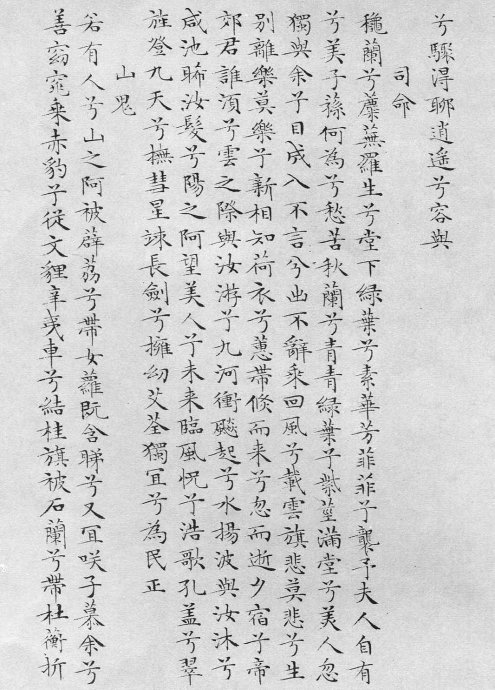 兮驟得聊逍遙兮容與
司命
穐蘭兮蘪蕪羅生兮堂下綠葉兮素華芳菲菲兮襲予夫人自有
兮美子蓀何為兮愁苦秋蘭兮青青綠葉兮紫莖滿堂兮美人忽
獨與余兮目成入不言兮出不辭乘回風兮載雲旗悲莫悲兮生
別離樂莫樂兮新相知荷衣兮蕙帶倏而来兮忽而逝夕宿兮帝
郊君誰須兮雲之際與汝游兮九河衝飈起兮水揚波與汝沐兮
咸池晞汝髮兮陽之阿望美人兮未来臨風怳兮浩歌孔蓋兮翠
旌登九天兮撫彗星竦長劍兮擁幼艾荃獨宜兮為民正
山鬼
若有人兮山之阿被薜荔兮帶女蘿既含睇兮又宜咲子慕余兮
善窈窕乘赤豹兮從文貍辛夷車兮結桂旗被石蘭兮帶杜蘅折